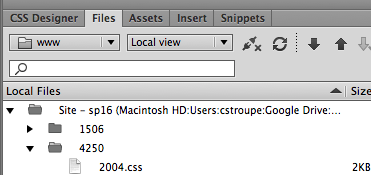 CSS Designer Files Assets Insert Snippets
www Local view
Local Files Size
Site – sp16 (Macintosh HD:Users:cstroupe:Google Drive:...
1506
4250
2004.css 2KB